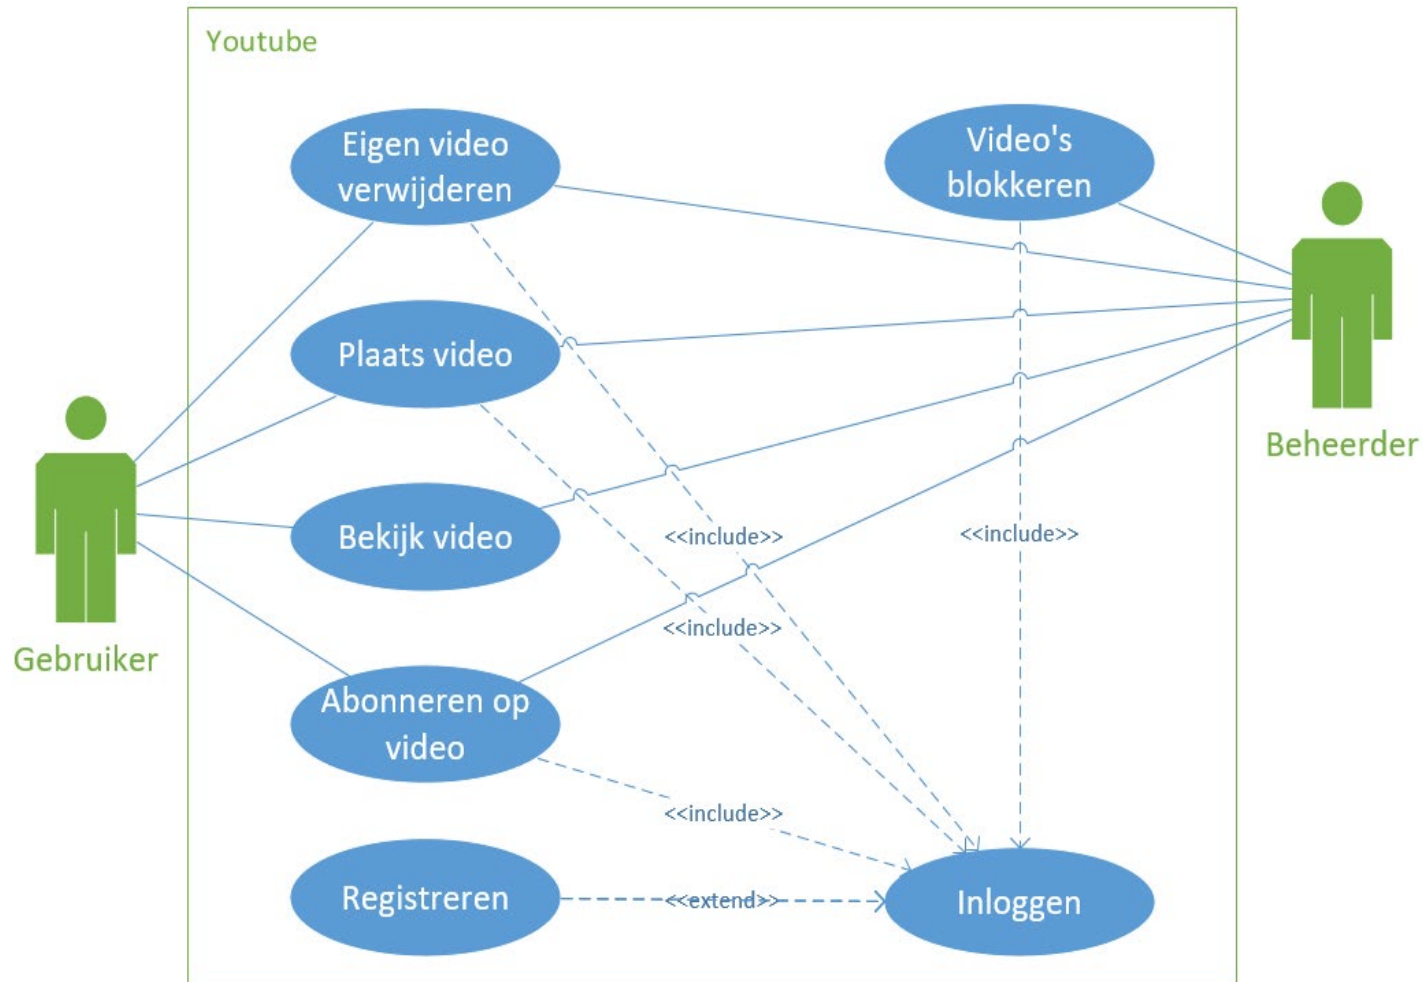 Youtube
Eigen video
verwijderen
Video's
blokkeren
Plaats video
Beheerder
Bekijk video
<<include>>
<<include>>
<<include>>
Gebruiker
Abonneren op
video
<<include>>
Registreren
<<extend>>
Inloggen